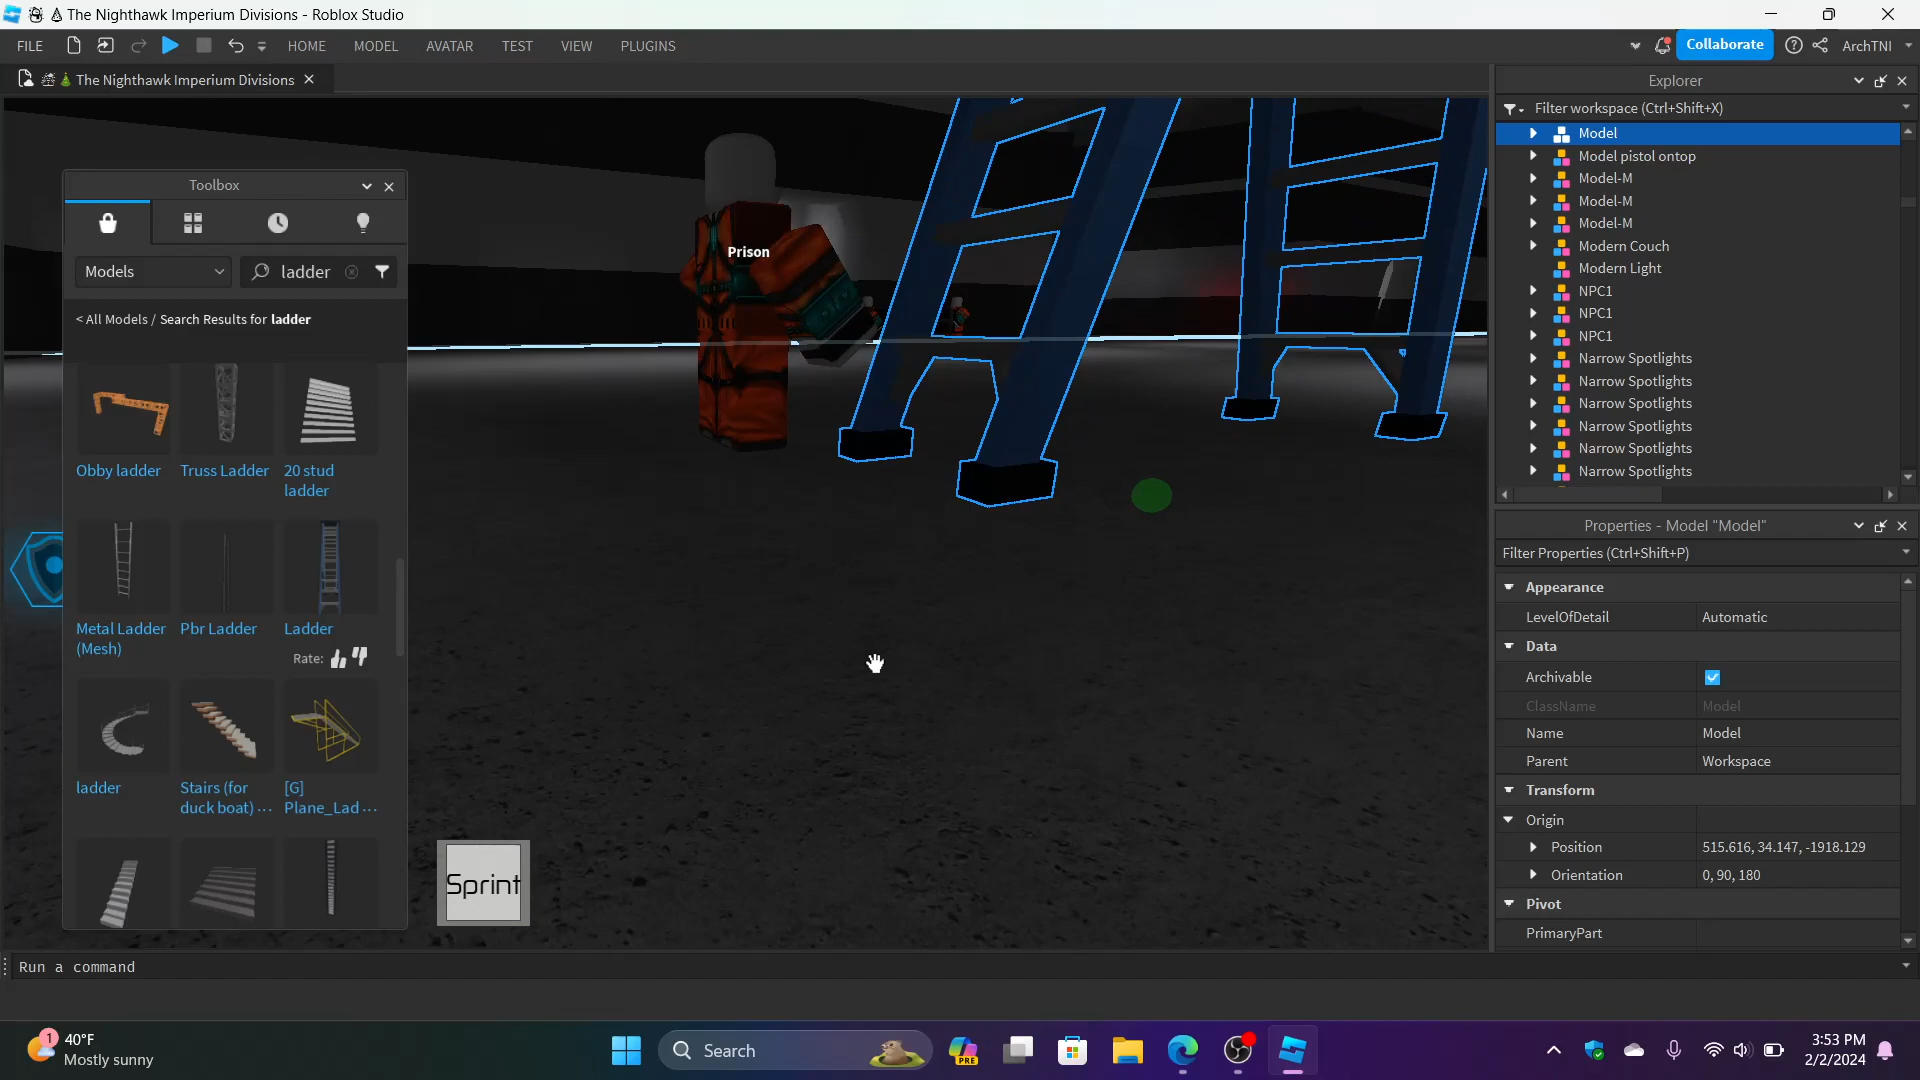 The Nighthawk Imperium Divisions - Roblox Studio
FILE
HOME
MODEL
AVATAR
TEST
VIEW
PLUGINS
Collaborate
ArchTNI
The Nighthawk Imperium Divisions
Toolbox
Models
ladder
< All Models / Search Results for ladder
Obby ladder
Truss Ladder
20 stud
ladder
Metal Ladder
(Mesh)
Pbr Ladder
Ladder
Rate:
ladder
Stairs (for
duck boat) ...
[G]
Plane_Lad ...
Prison
Sprint
Explorer
Filter workspace (Ctrl+Shift+X)
Model
Model pistol ontop
Model-M
Model-M
Model-M
Modern Couch
Modern Light
NPC1
NPC1
NPC1
Narrow Spotlights
Narrow Spotlights
Narrow Spotlights
Narrow Spotlights
Narrow Spotlights
Narrow Spotlights
Properties - Model "Model"
Filter Properties (Ctrl+Shift+P)
Appearance
LevelOfDetail Automatic
Data
Archivable
ClassName Model
Name Model
Parent Workspace
Transform
Origin
Position 515.616, 34.147, -1918.129
Orientation 0, 90, 180
Pivot
PrimaryPart
Run a command
1
40°F
Mostly sunny
Search
PRE
3:53 PM
2/2/2024